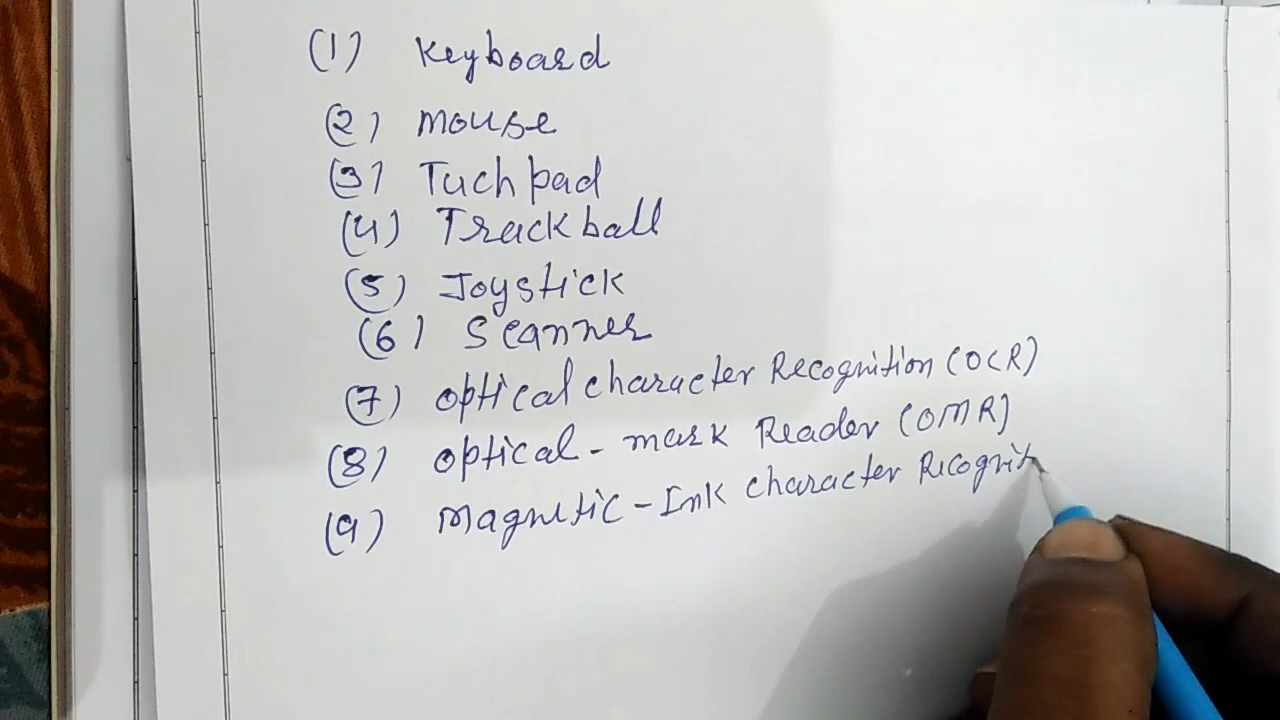 (1) Keyboard
(2) Mouse
(3) Tuch pad
(4) Track ball
(5) Joystick
(6) Scanner
(7) Optical character Recognition (OCR)
(8) Optical - mark Reader (OMR)
(9) Magnetic - Ink character Recognit